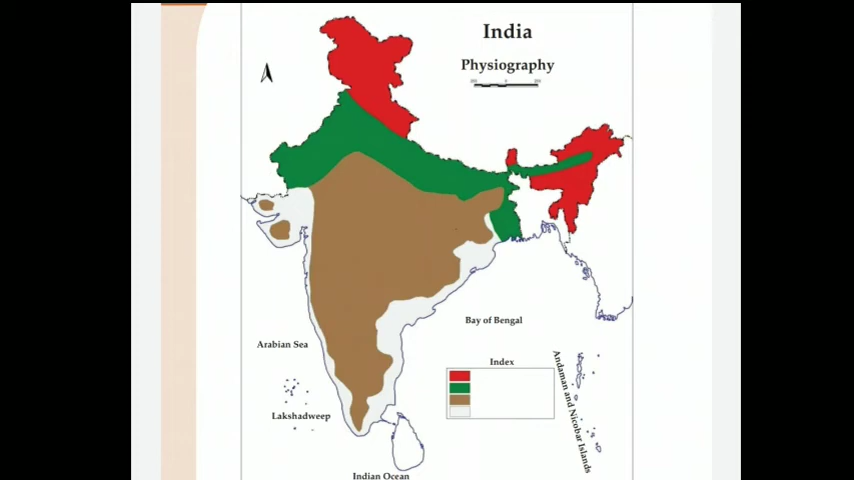 India
Physiography
Arabian Sea
Bay of Bengal
Index
Lakshadweep
Andaman and Nicobar Islands
Indian Ocean